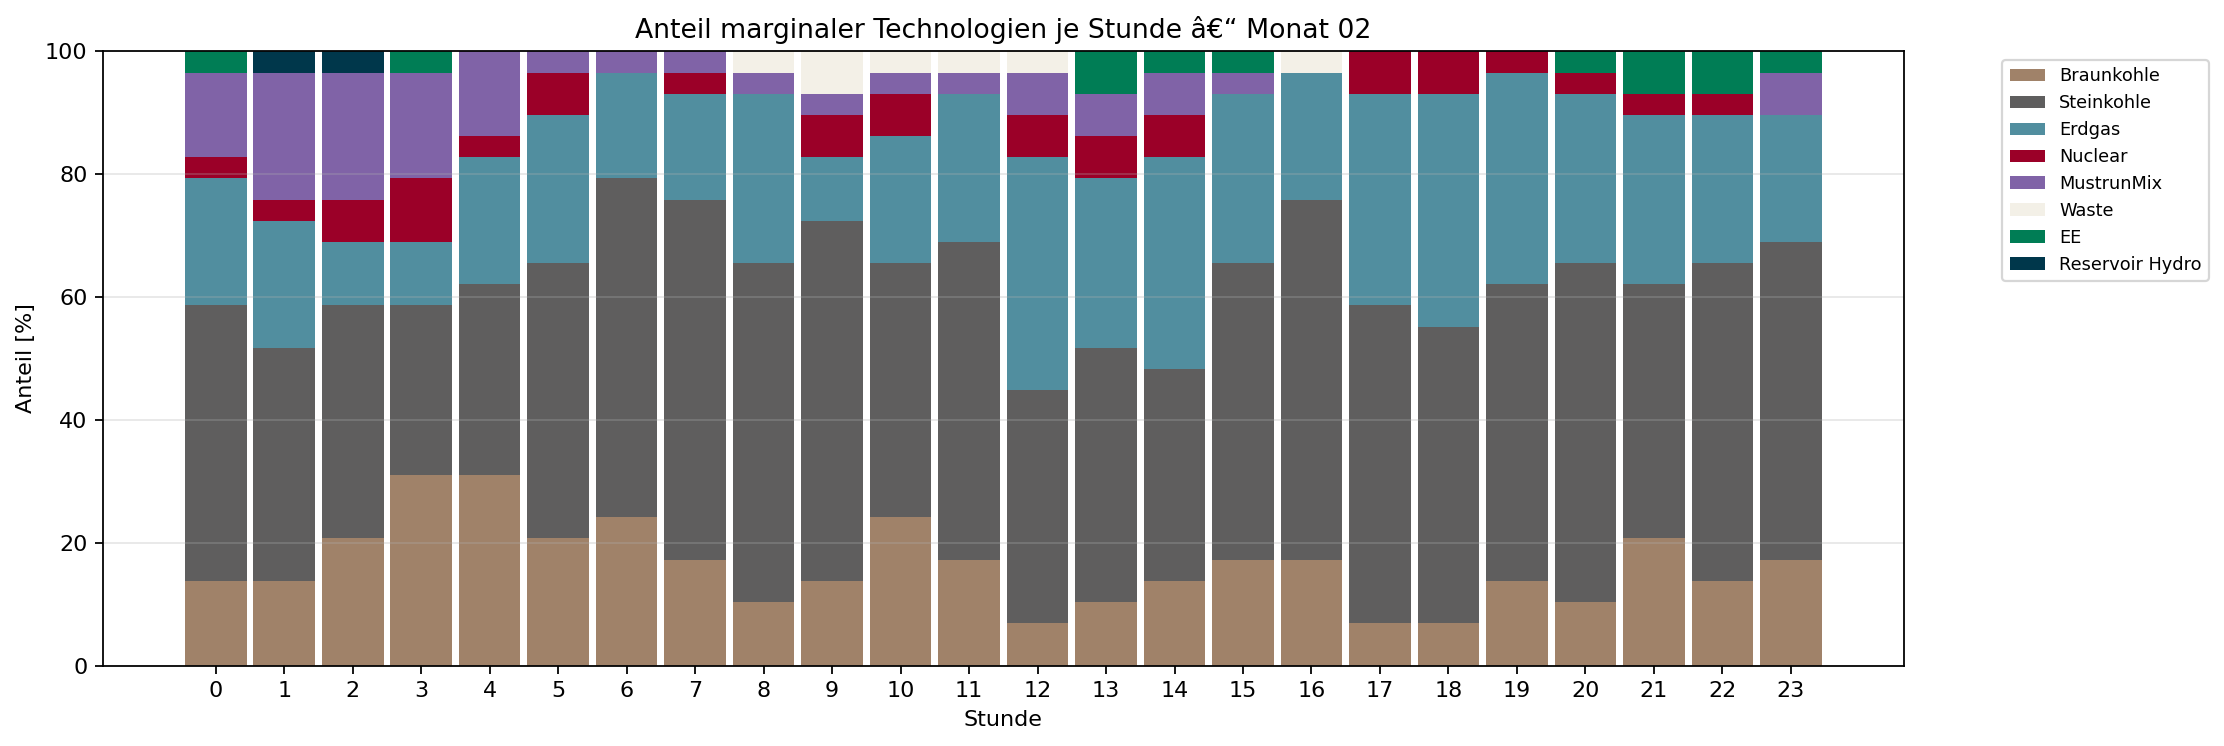 Anteil marginaler Technologien je Stunde â€“ Monat 02
Anteil [%]
100
80
60
40
20
0
0 1 2 3 4 5 6 7 8 9 10 11 12 13 14 15 16 17 18 19 20 21 22 23
Stunde
Braunkohle
Steinkohle
Erdgas
Nuclear
MustrunMix
Waste
EE
Reservoir Hydro